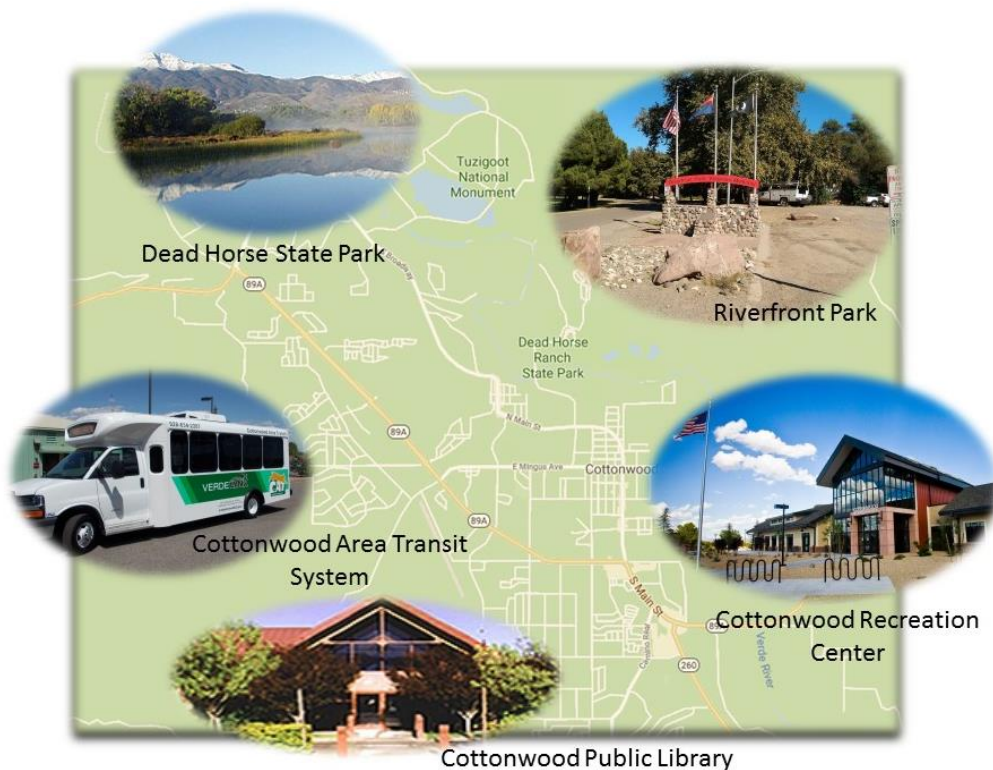 Tuzigoot
National
Monument
Dead Horse State Park
Broadway
89A
Riverfront Park
Dead Horse
Ranch
State Park
N Main St
89A
E Mingus Ave
Cottonwood
VERDE
Cottonwood Area Transit
System
89A
S Main St
Cottonwood Recreation
Center
89A
260
Verde River
Cottonwood Public Library